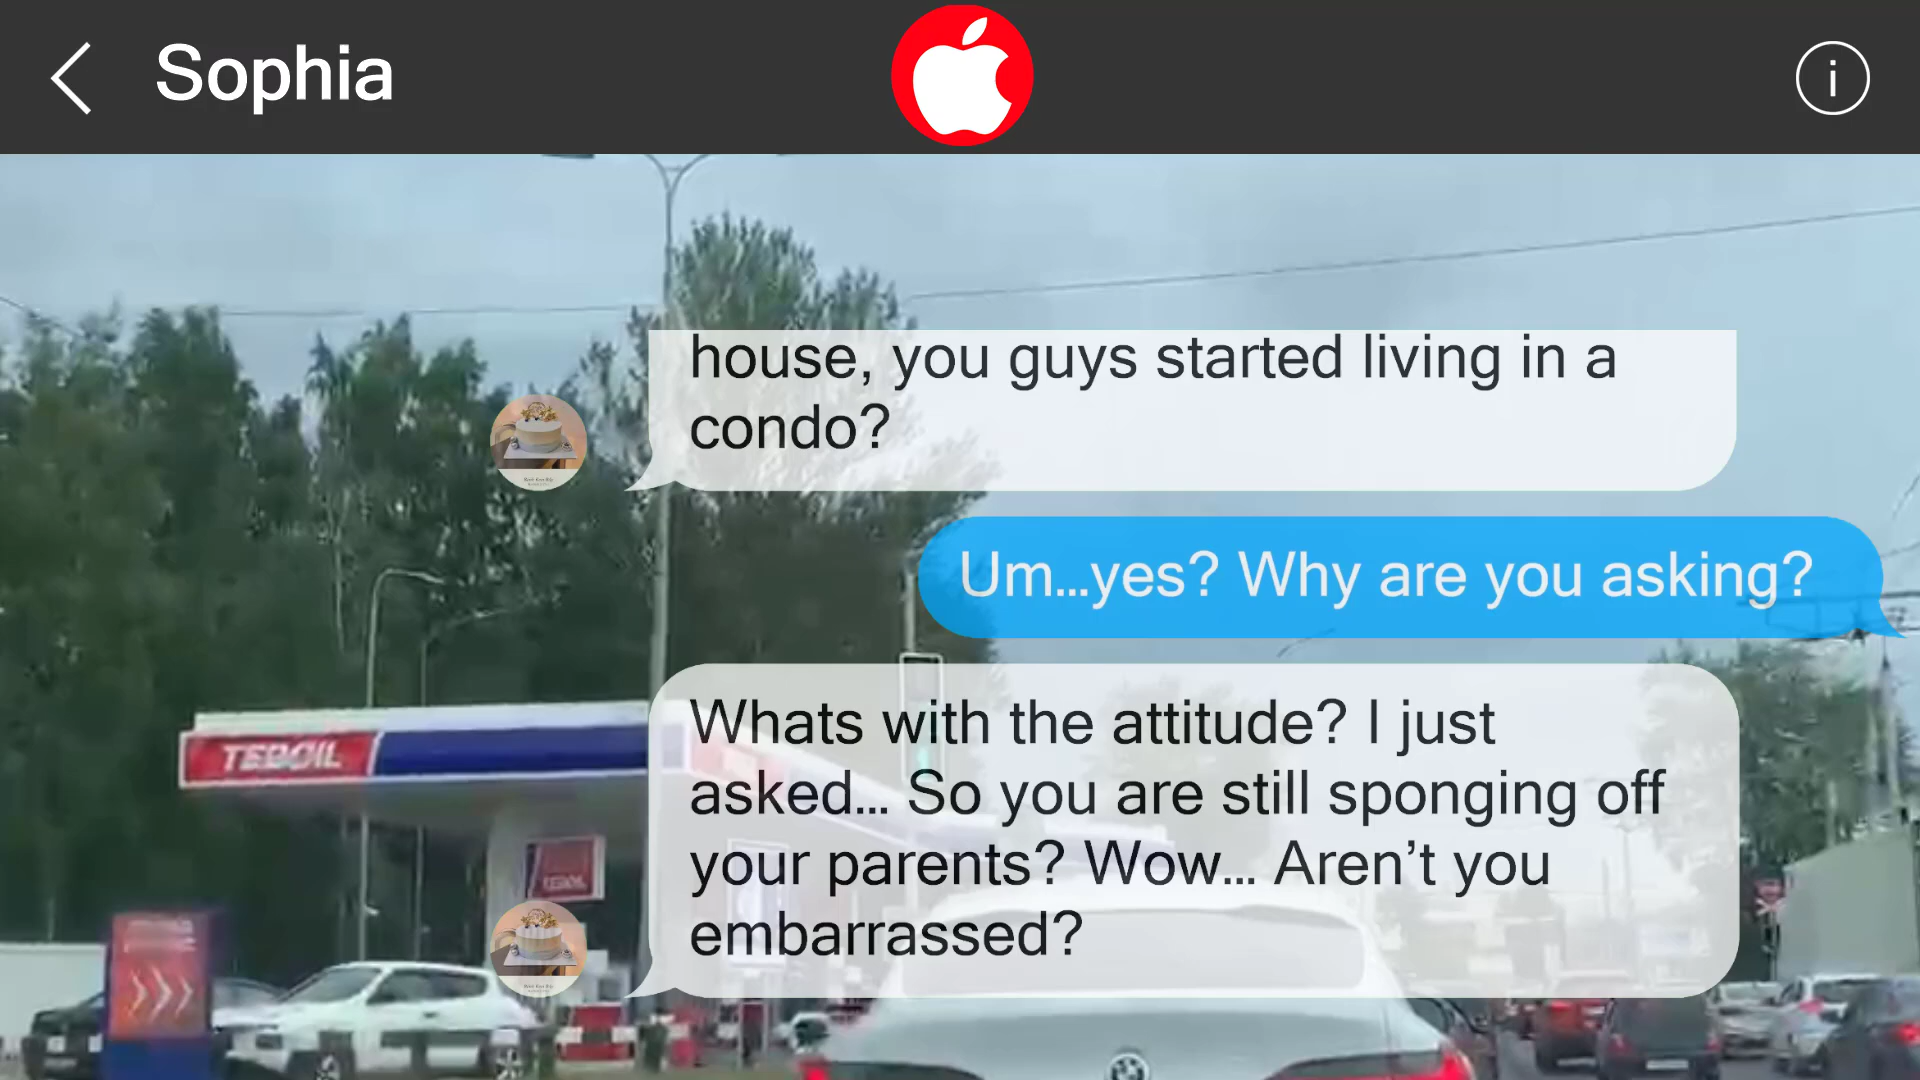 Sophia
house, you guys started living in a
condo?
Um...yes? Why are you asking?
Whats with the attitude? I just
asked... So you are still sponging off
your parents? Wow... Aren’t you
embarrassed?
TEBOIL